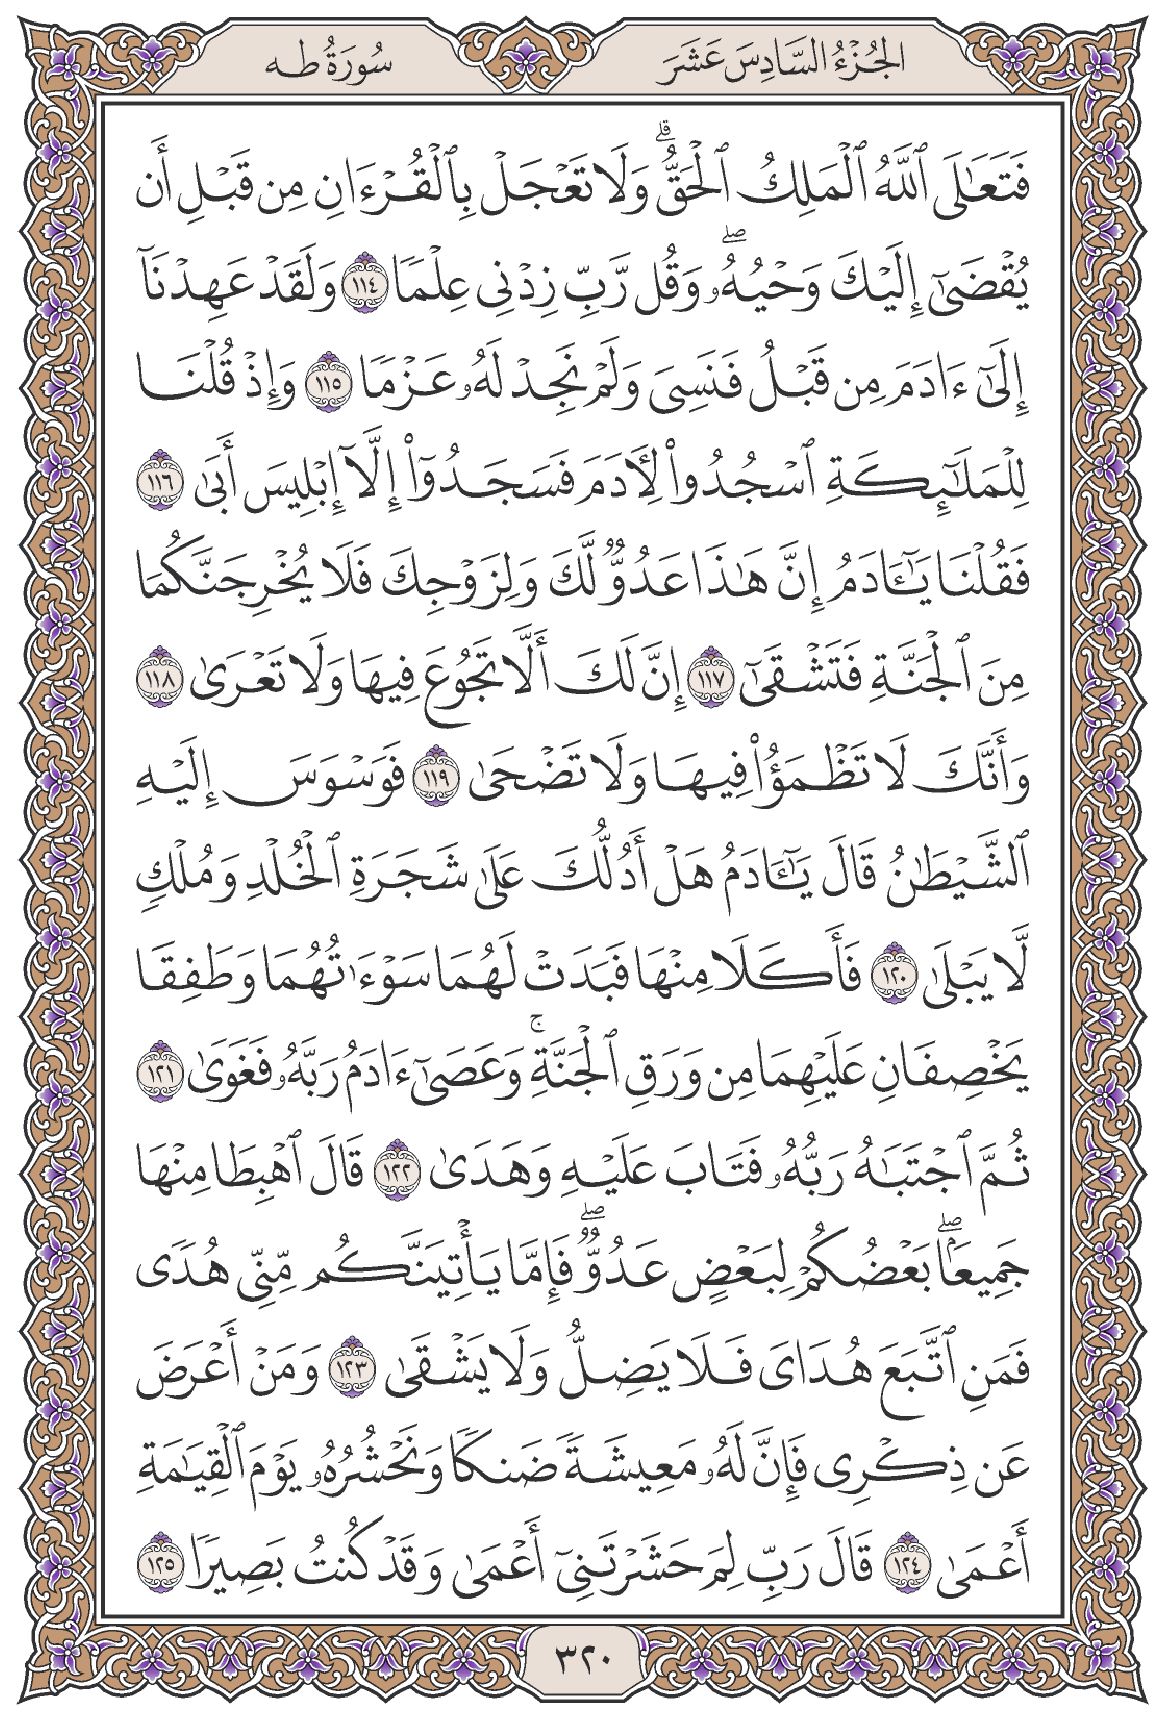 الجُزْءُ السَّادِسَ عَشَرَ
سُورَةُ طه
فَتَعَٰلَى ٱللَّهُ ٱلْمَلِكُ ٱلْحَقُّۗ وَلَا تَعْجَلْ بِٱلْقُرْءَانِ مِن قَبْلِ أَن
يُقْضَىٰٓ إِلَيْكَ وَحْيُهُۥۖ وَقُل رَّبِّ زِدْنِى عِلْمًا ١١٤ وَلَقَدْ عَهِدْنَآ
إِلَىٰٓ ءَادَمَ مِن قَبْلُ فَنَسِىَ وَلَمْ نَجِدْ لَهُۥ عَزْمًا ١١٥ وَإِذْ قُلْنَا
لِلْمَلَٰٓئِكَةِ ٱسْجُدُوا۟ لِءَادَمَ فَسَجَدُوٓا۟ إِلَّآ إِبْلِيسَ أَبَىٰ ١١٦
فَقُلْنَا يَٰٓـَٔادَمُ إِنَّ هَٰذَا عَدُوٌّ لَّكَ وَلِزَوْجِكَ فَلَا يُخْرِجَنَّكُمَا
مِنَ ٱلْجَنَّةِ فَتَشْقَىٰٓ ١١٧ إِنَّ لَكَ أَلَّا تَجُوعَ فِيهَا وَلَا تَعْرَىٰ ١١٨
وَأَنَّكَ لَا تَظْمَؤُا۟ فِيهَا وَلَا تَضْحَىٰ ١١٩ فَوَسْوَسَ إِلَيْهِ
ٱلشَّيْطَٰنُ قَالَ يَٰٓـَٔادَمُ هَلْ أَدُلُّكَ عَلَىٰ شَجَرَةِ ٱلْخُلْدِ وَمُلْكٍ
لَّا يَبْلَىٰ ١٢٠ فَأَكَلَا مِنْهَا فَبَدَتْ لَهُمَا سَوْءَٰتُهُمَا وَطَفِقَا
يَخْصِفَانِ عَلَيْهِمَا مِن وَرَقِ ٱلْجَنَّةِۚ وَعَصَىٰٓ ءَادَمُ رَبَّهُۥ فَغَوَىٰ ١٢١
ثُمَّ ٱجْتَبَٰهُ رَبُّهُۥ فَتَابَ عَلَيْهِ وَهَدَىٰ ١٢٢ قَالَ ٱهْبِطَا مِنْهَا
جَمِيعًۢاۖ بَعْضُكُمْ لِبَعْضٍ عَدُوٌّۖ فَإِمَّا يَأْتِيَنَّكُم مِّنِّى هُدًى
فَمَنِ ٱتَّبَعَ هُدَاىَ فَلَا يَضِلُّ وَلَا يَشْقَىٰ ١٢٣ وَمَنْ أَعْرَضَ
عَن ذِكْرِى فَإِنَّ لَهُۥ مَعِيشَةً ضَنكًا وَنَحْشُرُهُۥ يَوْمَ ٱلْقِيَٰمَةِ
أَعْمَىٰ ١٢٤ قَالَ رَبِّ لِمَ حَشَرْتَنِىٓ أَعْمَىٰ وَقَدْ كُنتُ بَصِيرًا ١٢٥
٣٢٠